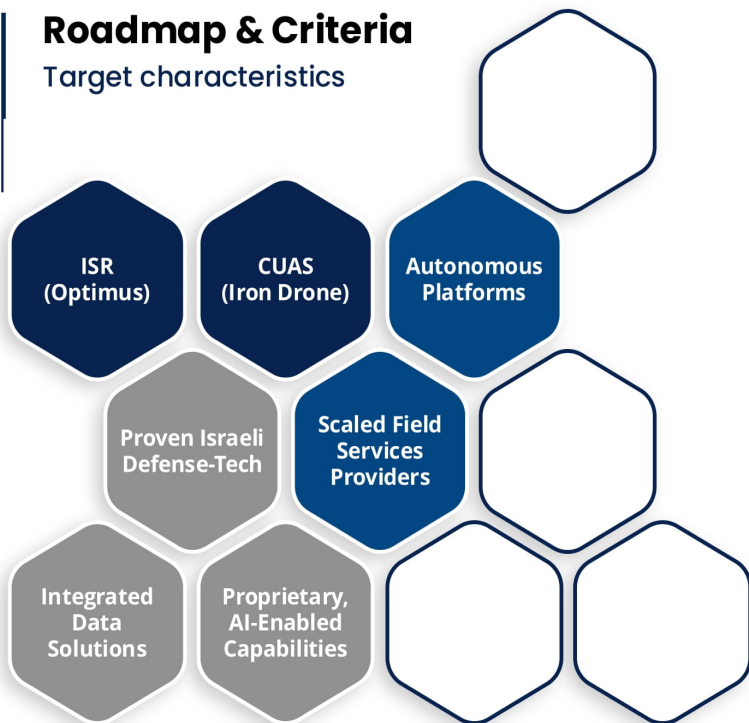 Roadmap & Criteria
Target characteristics
ISR
(Optimus)
CUAS
(Iron Drone)
Autonomous
Platforms
Proven Israeli
Defense-Tech
Scaled Field
Services
Providers
Integrated
Data
Solutions
Proprietary,
AI-Enabled
Capabilities